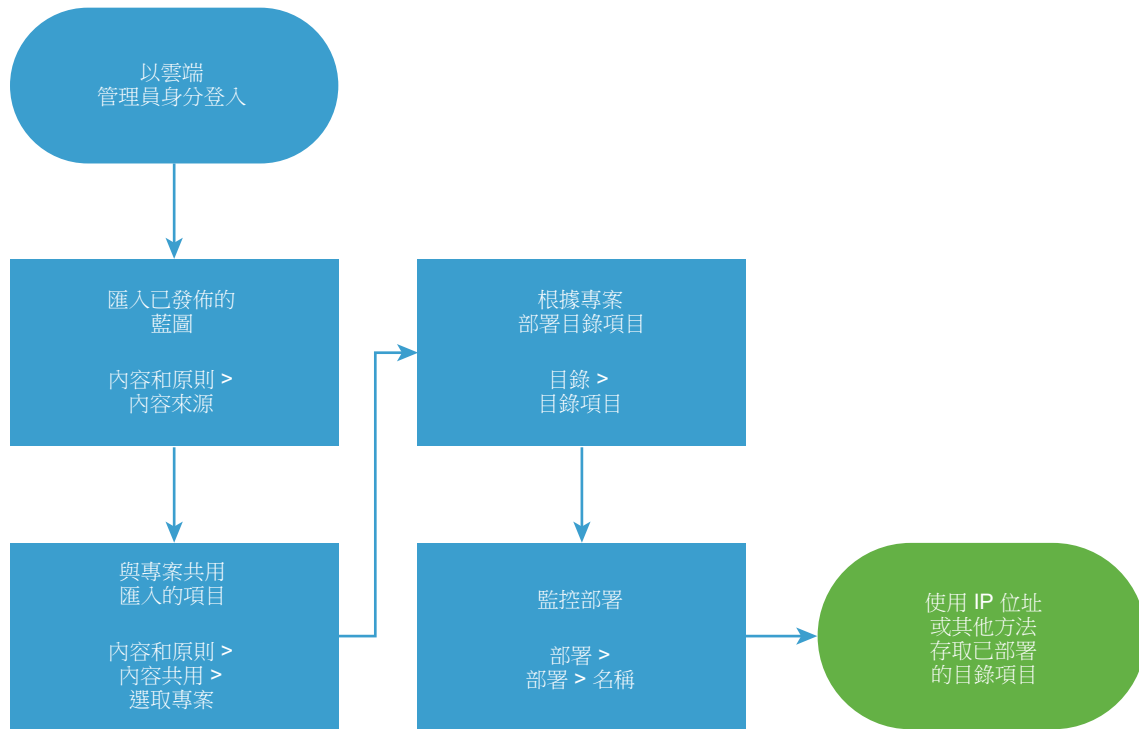 以雲端
管理員身分登入
匯入已發佈的
藍圖
內容和原則 >
內容來源
與專案共用
匯入的項目
內容和原則 >
內容共用 >
選取專案
根據專案
部署目錄項目
目錄 >
目錄項目
監控部署
部署 >
部署 > 名稱
使用 IP 位址
或其他方法
存取已部署
的目錄項目